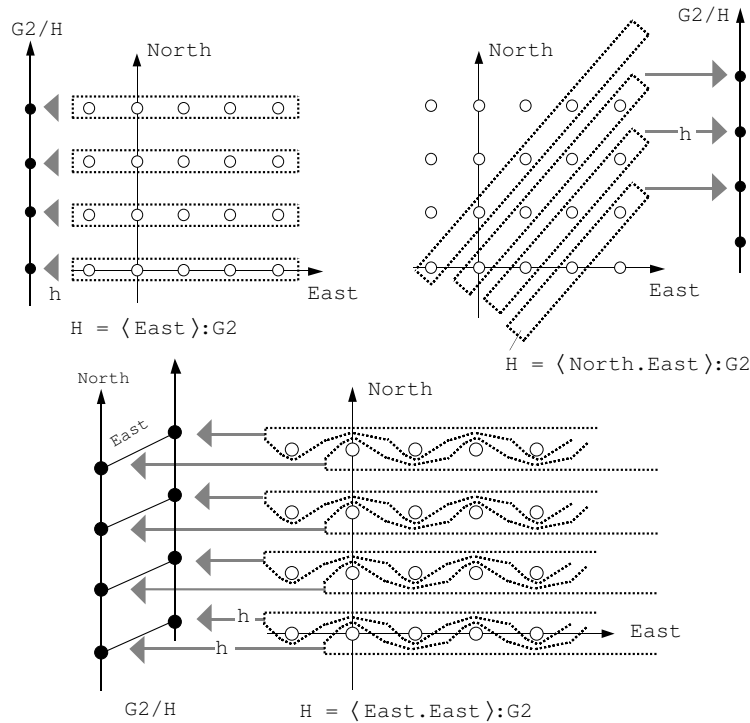 G2/H
North
h
East
H = ⟨East⟩:G2
G2/H
North
h
East
H = ⟨North.East⟩:G2
North
East
North
h
h
East
G2/H
H = ⟨East.East⟩:G2